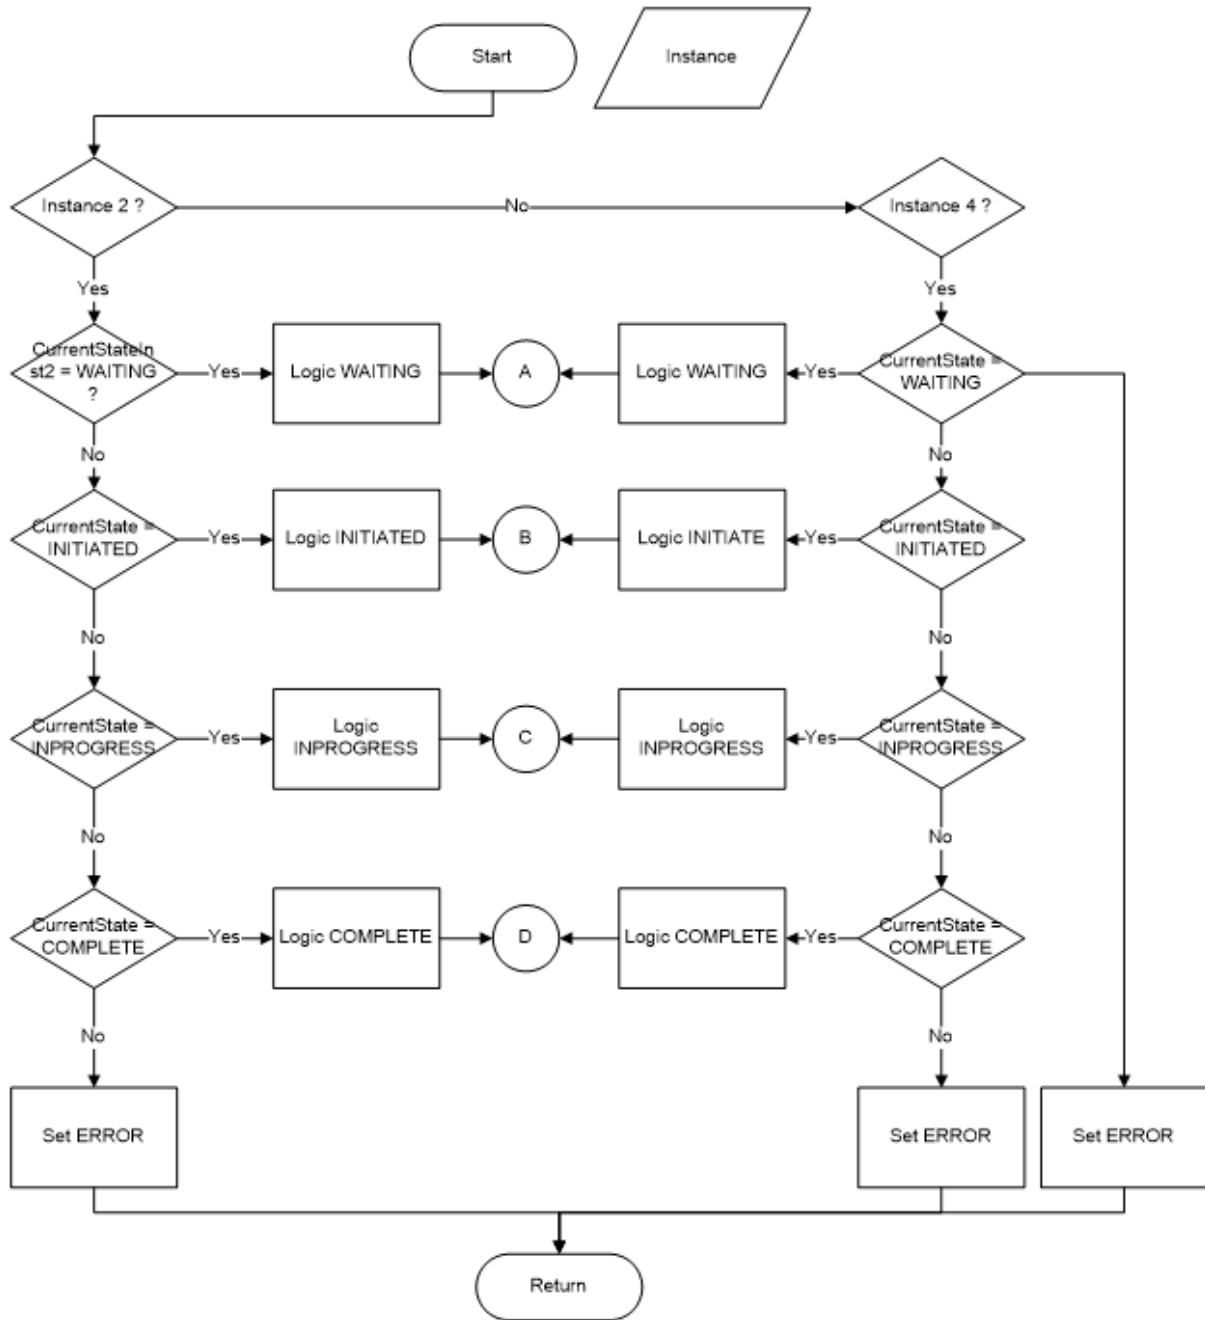 Start
Instance
Instance 2 ?
No
Instance 4 ?
Yes
Yes
CurrentStateIn
st2 = WAITING
?
Yes
Logic WAITING
A
Logic WAITING
Yes
CurrentState =
WAITING
No
No
CurrentState =
INITIATED
Yes
Logic INITIATED
B
Logic INITIATE
Yes
CurrentState =
INITIATED
No
No
CurrentState =
INPROGRESS
Yes
Logic
INPROGRESS
C
Logic
INPROGRESS
Yes
CurrentState =
INPROGRESS
No
No
CurrentState =
COMPLETE
Yes
Logic COMPLETE
D
Logic COMPLETE
Yes
CurrentState =
COMPLETE
No
No
Set ERROR
Set ERROR
Set ERROR
Return